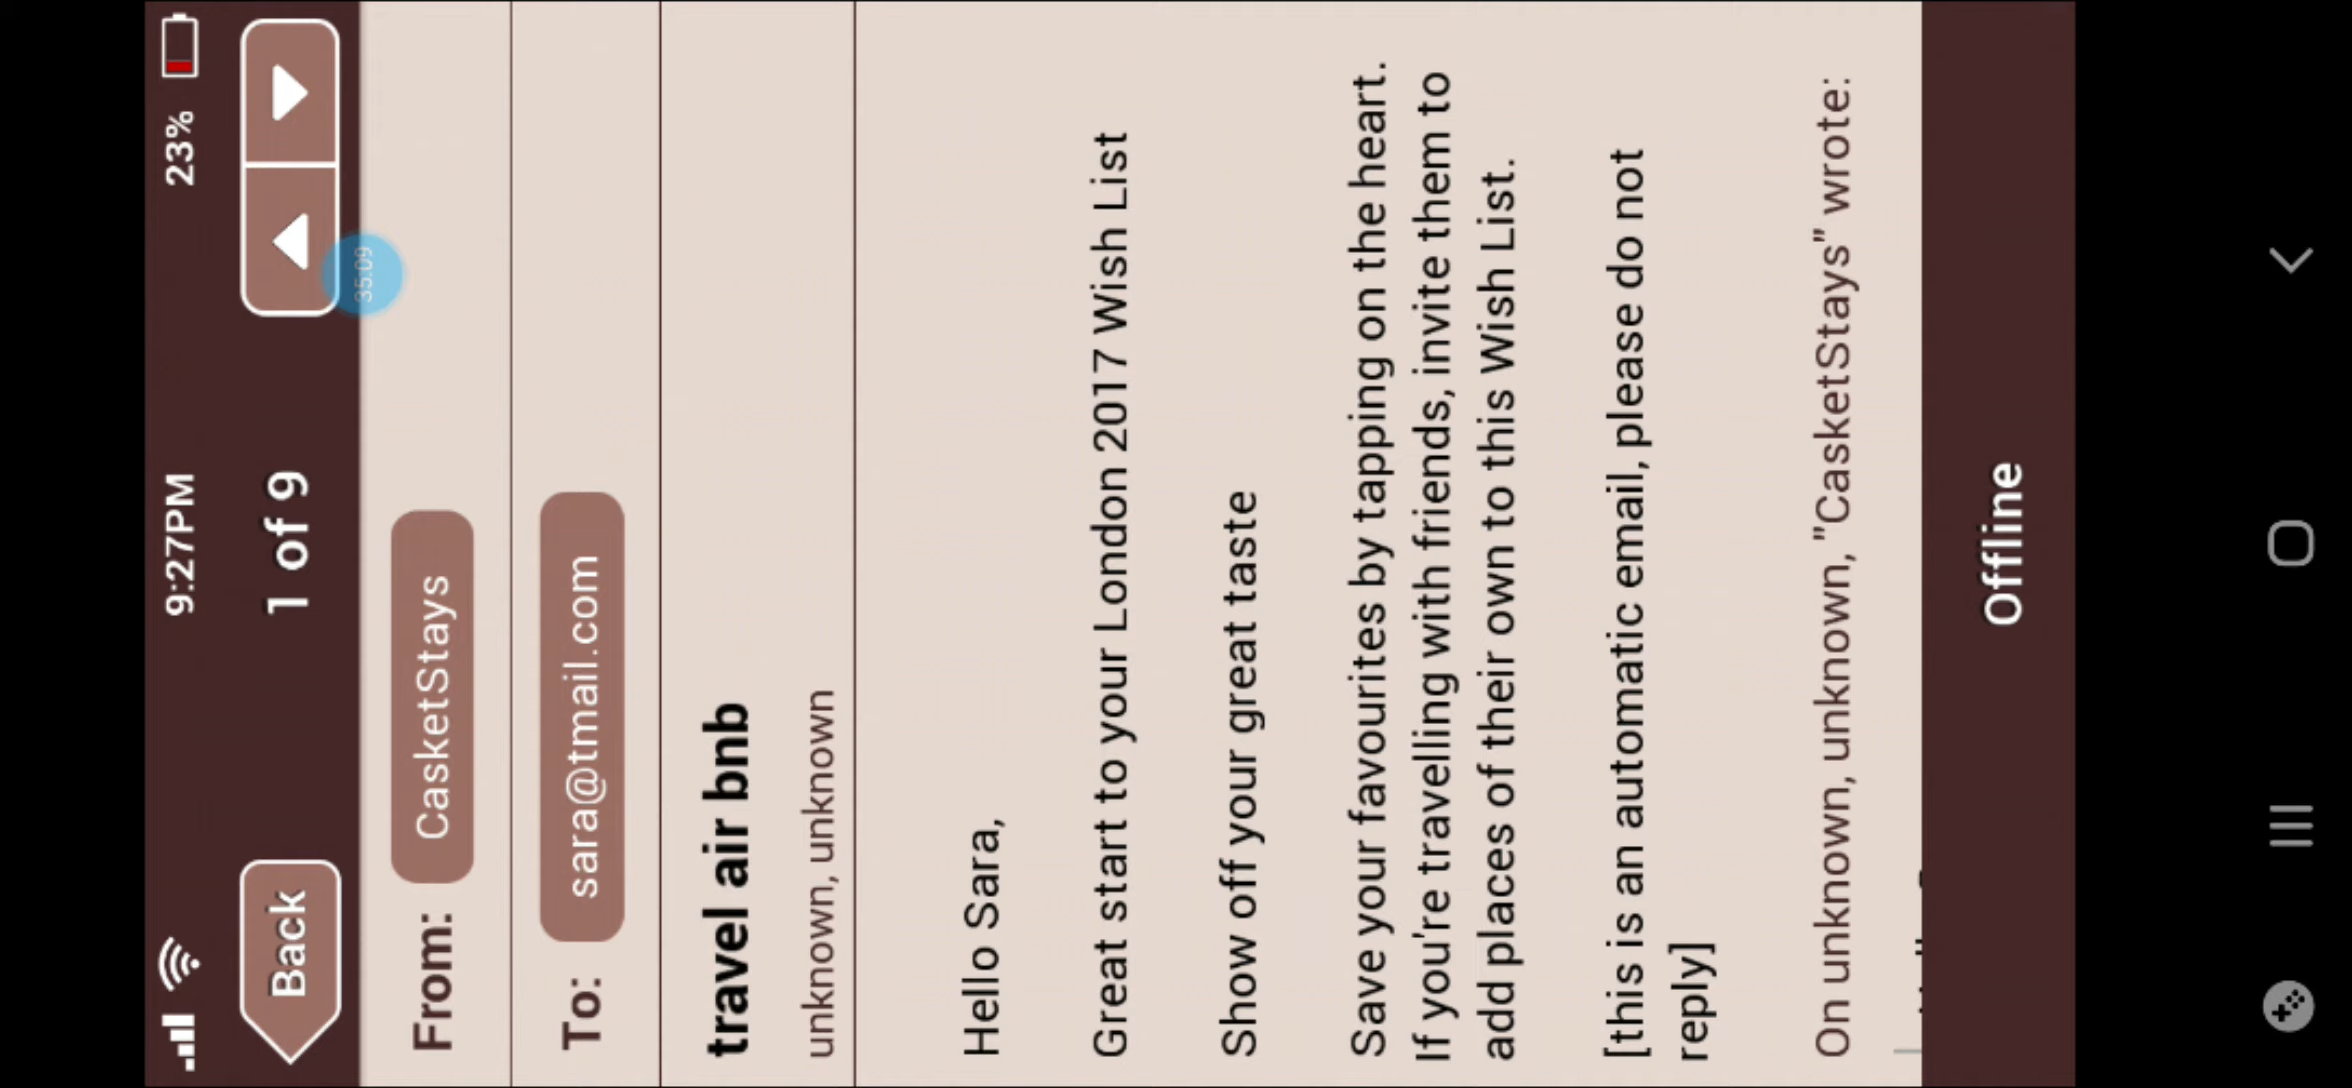 9:27PM
23%
Back
1 of 9
35:09
From: CasketStays
To: sara@tmail.com
travel air bnb
unknown, unknown
Hello Sara,
Great start to your London 2017 Wish List
Show off your great taste
Save your favourites by tapping on the heart.
If you're travelling with friends, invite them to
add places of their own to this Wish List.
[this is an automatic email, please do not
reply]
On unknown, unknown, "CasketStays" wrote:
Offline